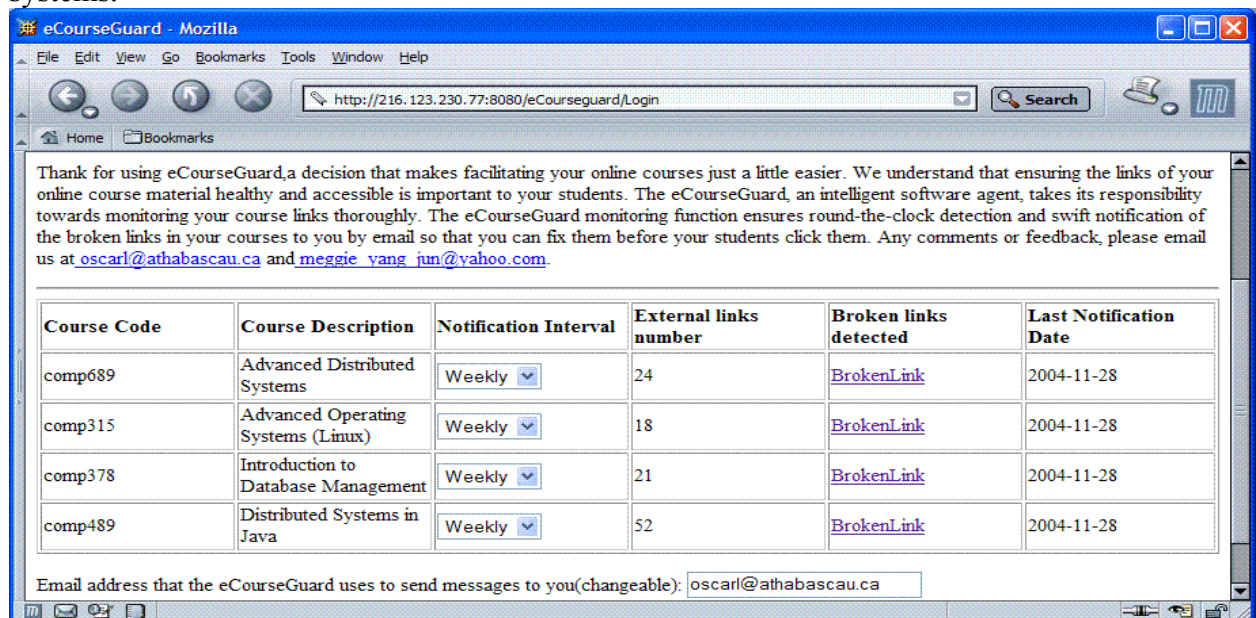 systems.
eCourseGuard - Mozilla
File Edit View Go Bookmarks Tools Window Help
http://216.123.230.77:8080/eCourseguard/Login
Search
Home Bookmarks
Thank for using eCourseGuard,a decision that makes facilitating your online courses just a little easier. We understand that ensuring the links of your
online course material healthy and accessible is important to your students. The eCourseGuard, an intelligent software agent, takes its responsibility
towards monitoring your course links thoroughly. The eCourseGuard monitoring function ensures round-the-clock detection and swift notification of
the broken links in your courses to you by email so that you can fix them before your students click them. Any comments or feedback, please email
us at oscarl@athabascau.ca and meggie_yang_jun@yahoo.com.
Course Code Course Description Notification Interval External links number Broken links detected Last Notification Date
comp689 Advanced Distributed Systems Weekly 24 BrokenLink 2004-11-28
comp315 Advanced Operating Systems (Linux) Weekly 18 BrokenLink 2004-11-28
comp378 Introduction to Database Management Weekly 21 BrokenLink 2004-11-28
comp489 Distributed Systems in Java Weekly 52 BrokenLink 2004-11-28
Email address that the eCourseGuard uses to send messages to you(changeable): oscarl@athabascau.ca